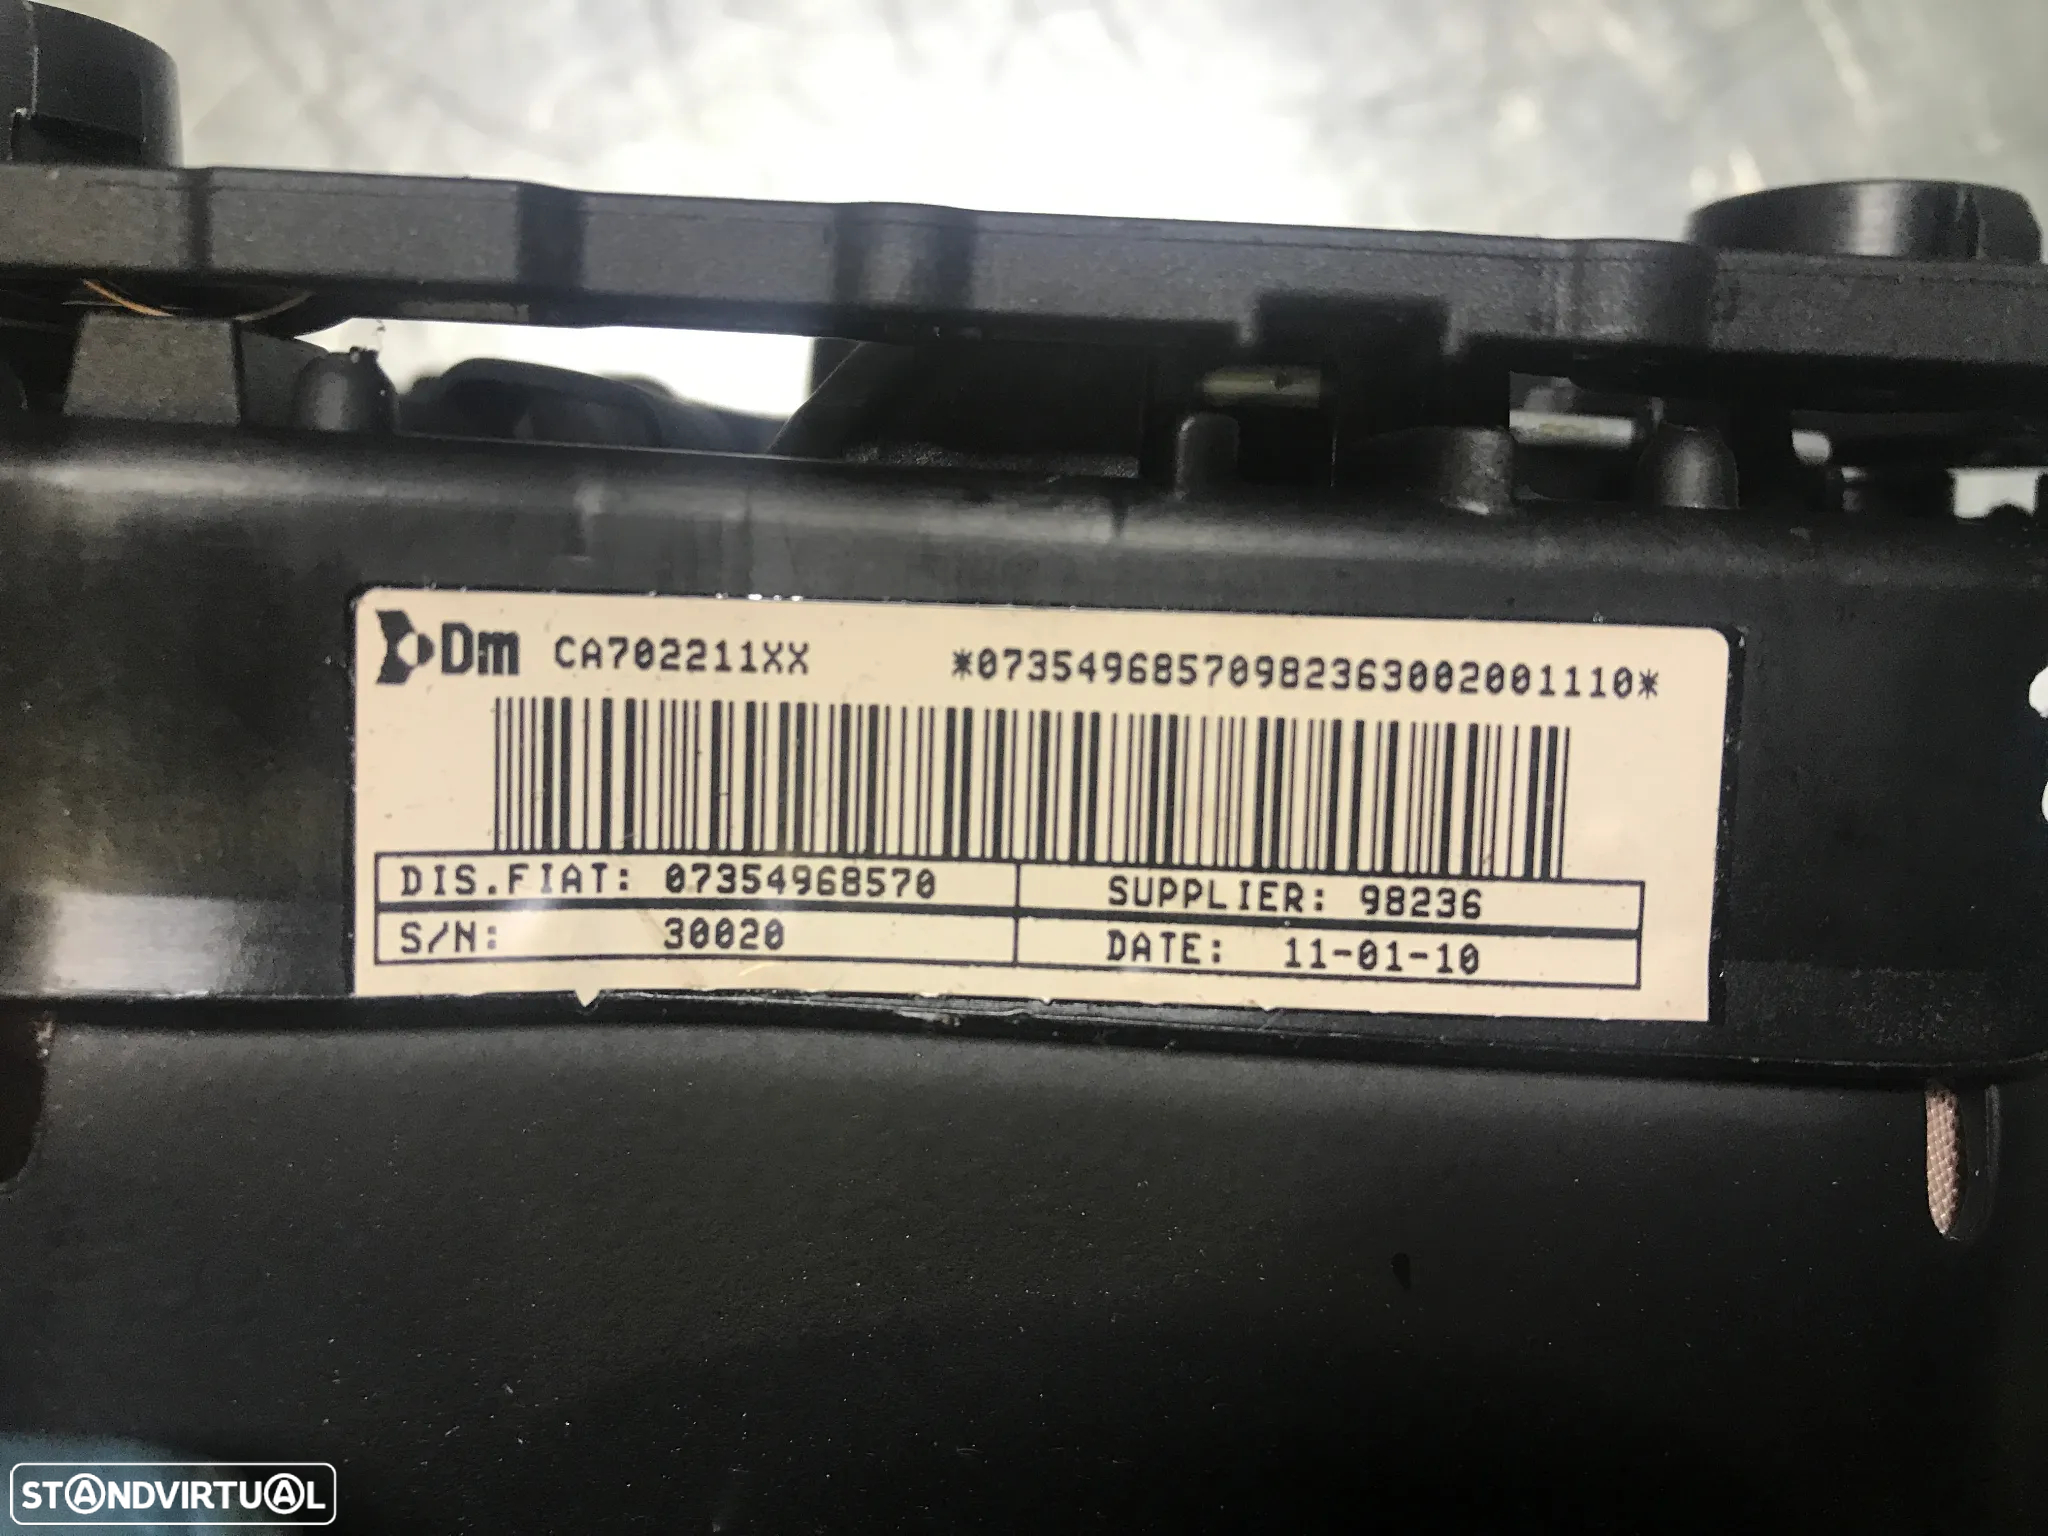 Dm CA702211XX *07354968570982363002001110*
DIS.FIAT: 07354968570 SUPPLIER: 98236
S/N: 30020 DATE: 11-01-10
STANDVIRTUAL